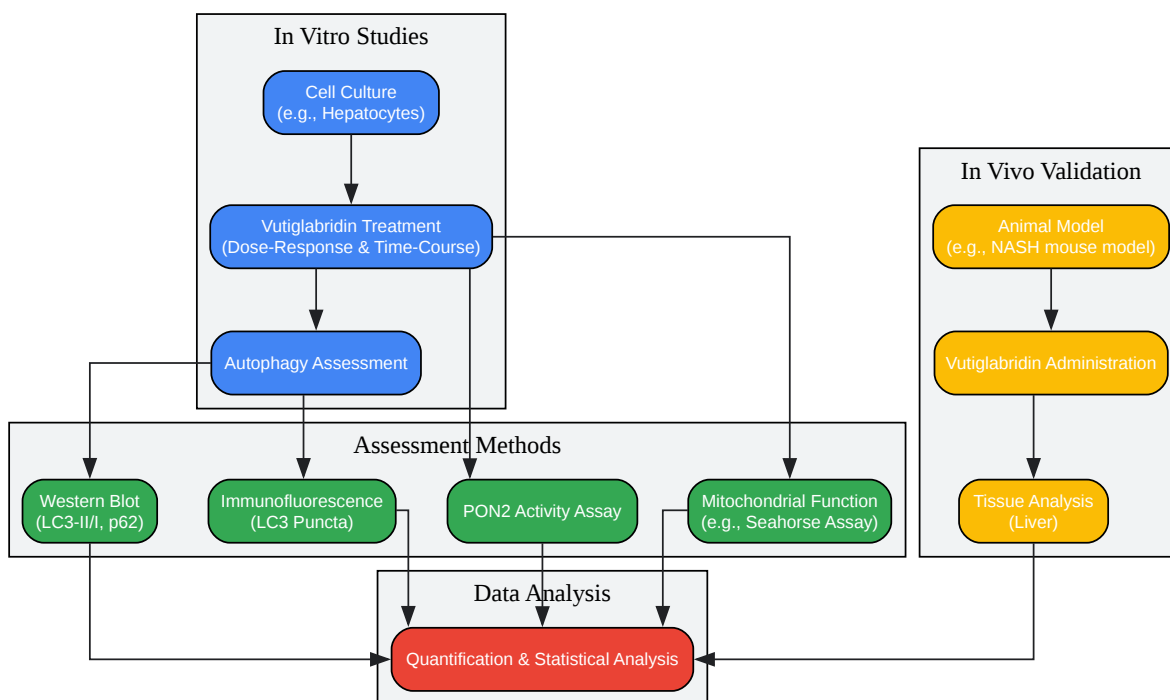 In Vitro Studies
Cell Culture
(e.g., Hepatocytes)
Vutiglabridin Treatment
(Dose-Response & Time-Course)
Autophagy Assessment
In Vivo Validation
Animal Model
(e.g., NASH mouse model)
Vutiglabridin Administration
Tissue Analysis
(Liver)
Assessment Methods
Western Blot
(LC3-II/I, p62)
Immunofluorescence
(LC3 Puncta)
PON2 Activity Assay
Mitochondrial Function
(e.g., Seahorse Assay)
Data Analysis
Quantification & Statistical Analysis